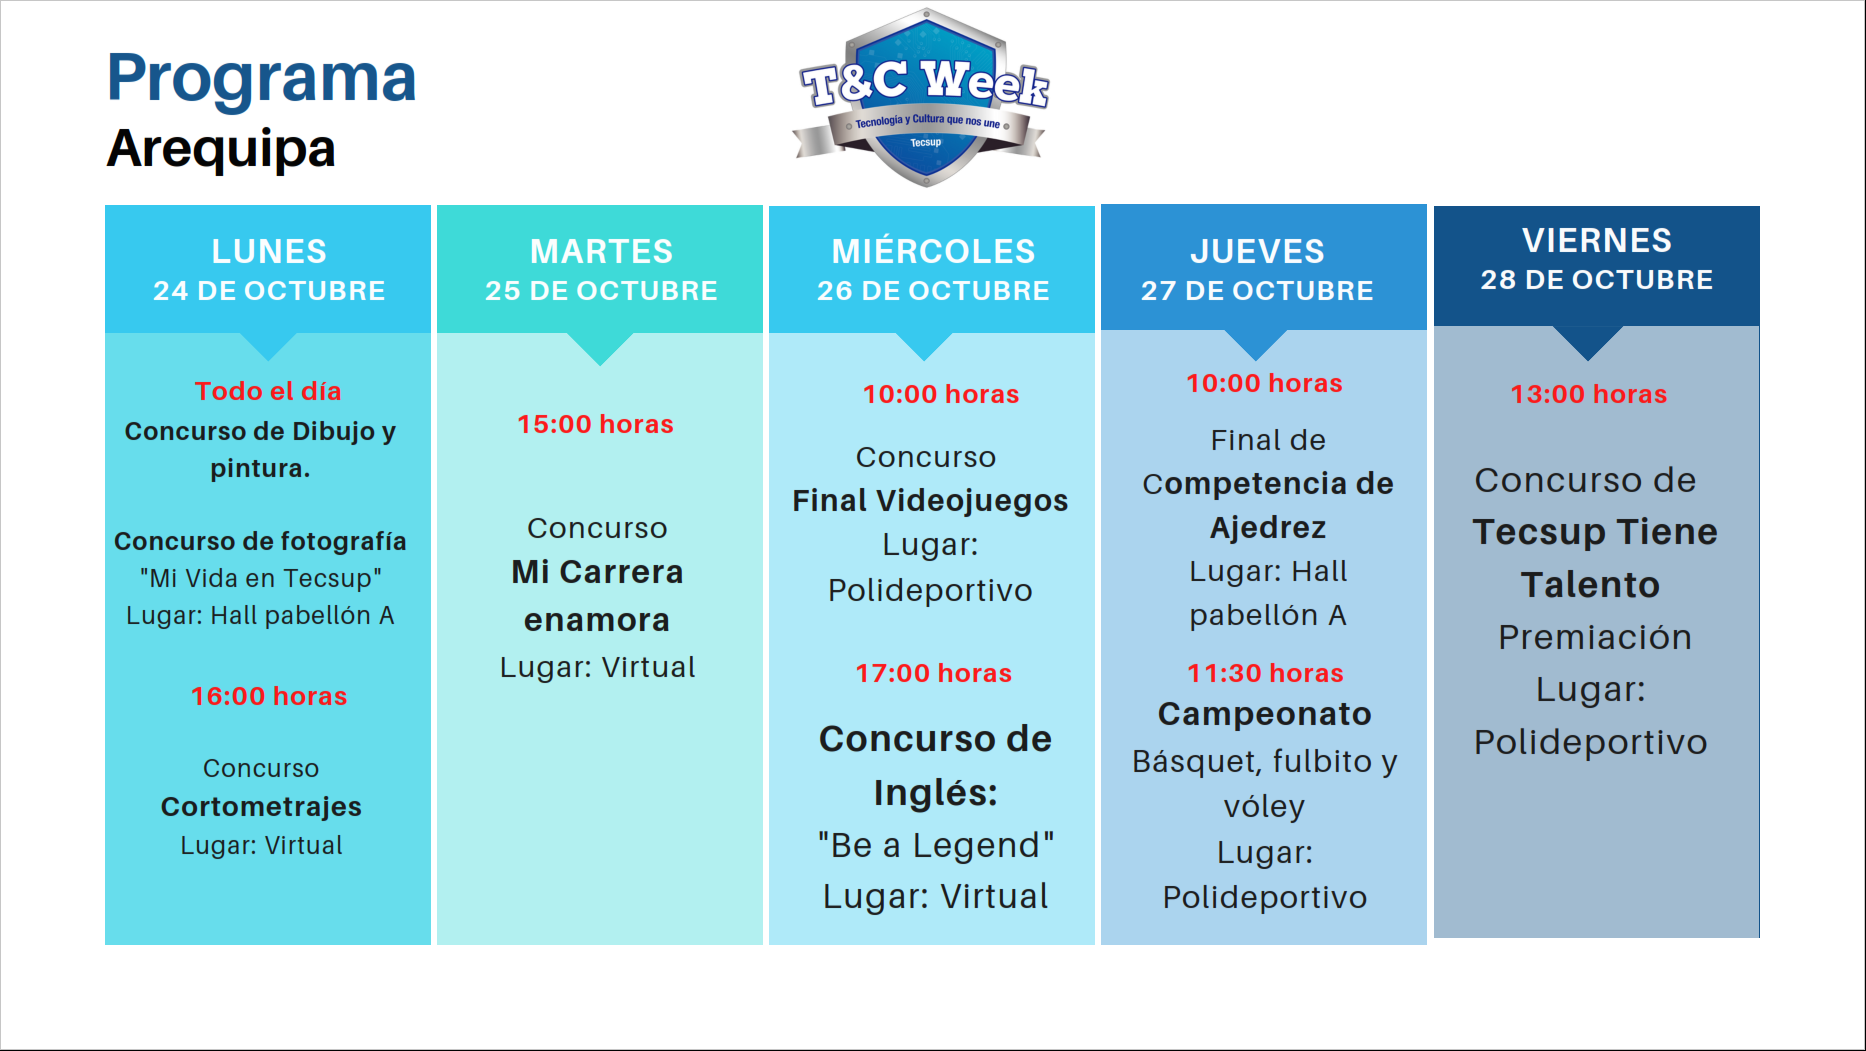 Programa
Arequipa
T&C Week
Tecnología y Cultura que nos une
Tecsup
LUNES
24 DE OCTUBRE
Todo el día
Concurso de Dibujo y
pintura.
Concurso de fotografía
"Mi Vida en Tecsup"
Lugar: Hall pabellón A
16:00 horas
Concurso
Cortometrajes
Lugar: Virtual
MARTES
25 DE OCTUBRE
15:00 horas
Concurso
Mi Carrera
enamora
Lugar: Virtual
MIÉRCOLES
26 DE OCTUBRE
10:00 horas
Concurso
Final Videojuegos
Lugar:
Polideportivo
17:00 horas
Concurso de
Inglés:
"Be a Legend"
Lugar: Virtual
JUEVES
27 DE OCTUBRE
10:00 horas
Final de
Competencia de
Ajedrez
Lugar: Hall
pabellón A
11:30 horas
Campeonato
Básquet, fulbito y
vóley
Lugar:
Polideportivo
VIERNES
28 DE OCTUBRE
13:00 horas
Concurso de
Tecsup Tiene
Talento
Premiación
Lugar:
Polideportivo